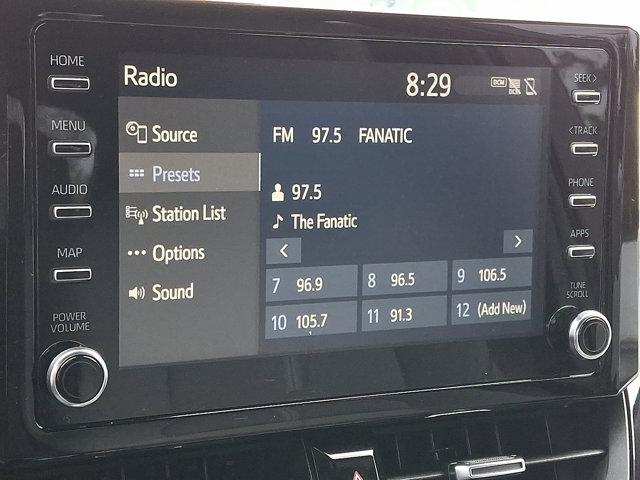 HOME
MENU
AUDIO
MAP
POWER
VOLUME
Radio
8:29
DCM
DCM
Source
Presets
Station List
Options
Sound
FM 97.5 FANATIC
97.5
The Fanatic
< >
7 96.9 8 96.5 9 106.5
10 105.7 11 91.3 12 (Add New)
SEEK >
< TRACK
PHONE
APPS
TUNE
SCROLL